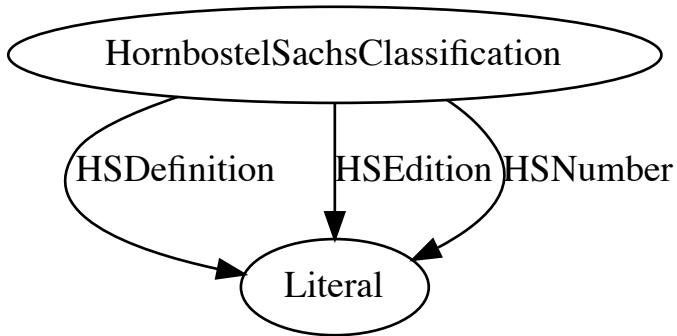 HornbostelSachsClassification
HSDefinition HSEdition HSNumber
Literal